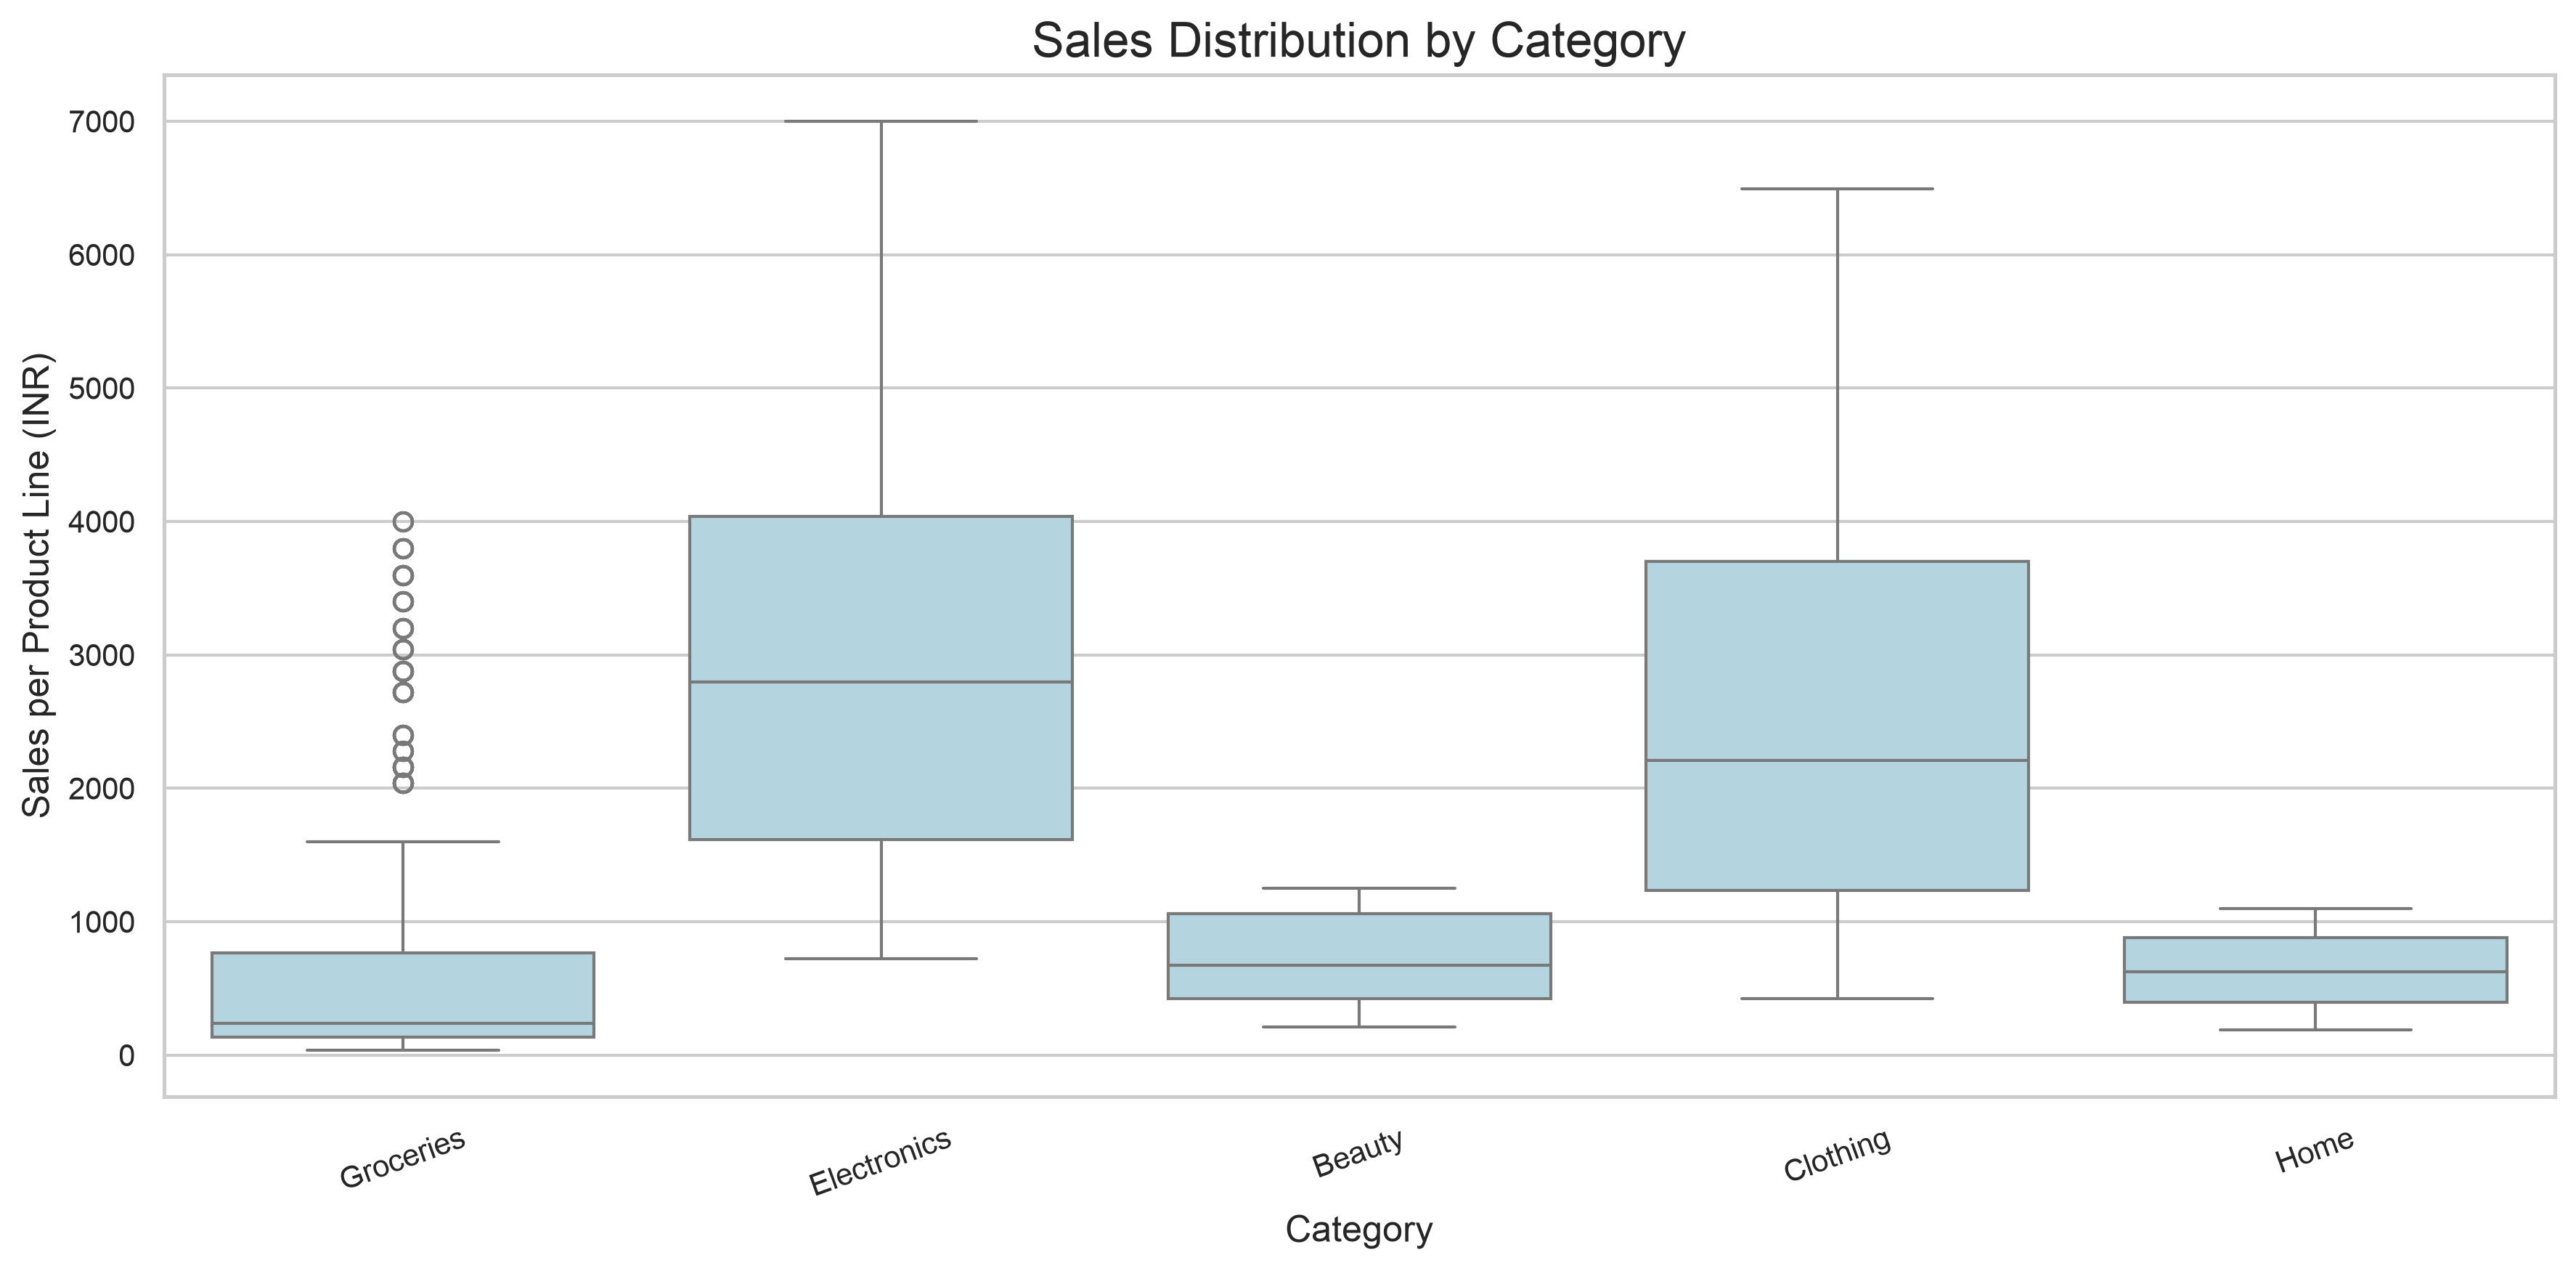 Sales Distribution by Category
Sales per Product Line (INR)
7000
6000
5000
4000
3000
2000
1000
0
Groceries
Electronics
Beauty
Clothing
Home
Category